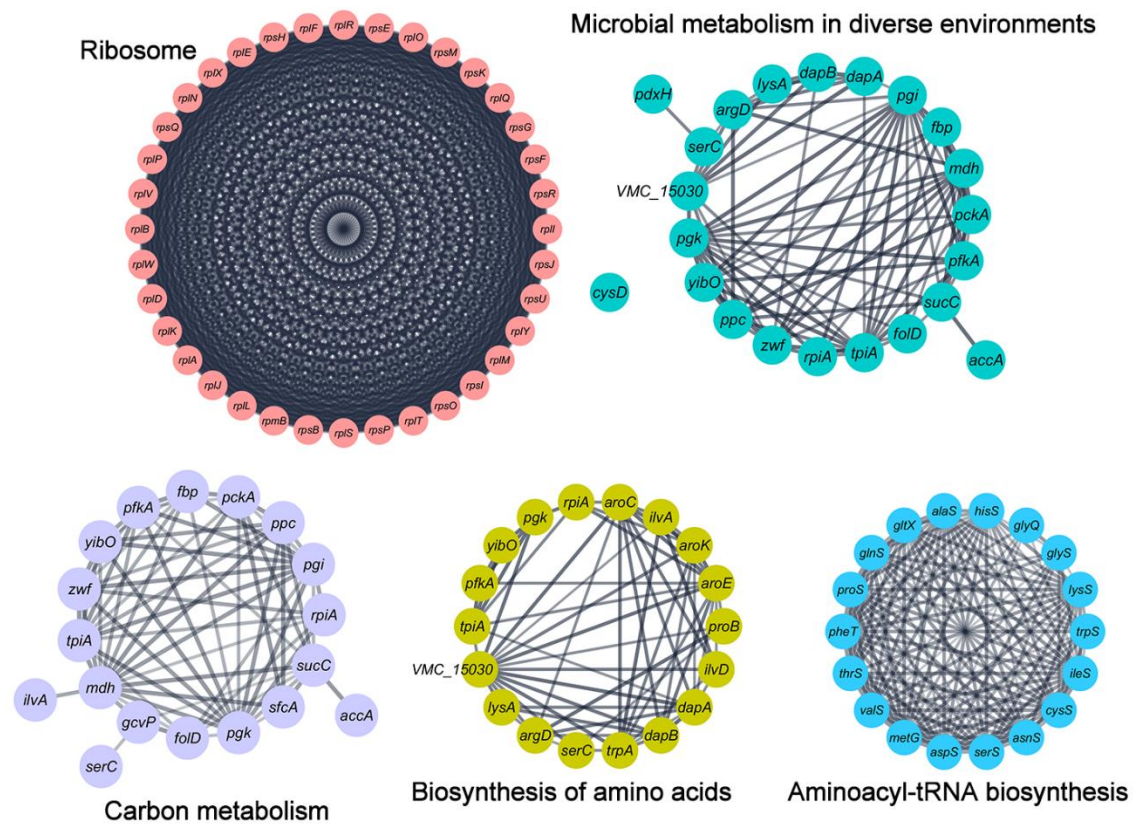 Ribosome
rplR
rpsE
rplO
rpsM
rpsK
rplQ
rpsG
rpsF
rpsR
rplI
rpsJ
rpsU
rplY
rplM
rpsI
rpsO
rplT
rpsP
rplS
rpsB
rpmB
rplL
rplJ
rplA
rplK
rplD
rplW
rplB
rplV
rplP
rpsQ
rplN
rplX
rplE
rpsH
rplF
Microbial metabolism in diverse environments
dapB
dapA
pgi
fbp
mdh
pckA
pfkA
sucC
accA
folD
tpiA
rpiA
zwf
ppc
yibO
pgk
VMC_15030
serC
pdxH
argD
lysA
cysD
fbp
pckA
ppc
pgi
rpiA
sucC
accA
sfcA
pgk
folD
gcvP
serC
mdh
ilvA
tpiA
zwf
yibO
pfkA
Carbon metabolism
rpiA
aroC
ilvA
aroK
aroE
proB
ilvD
dapA
dapB
trpA
serC
argD
lysA
VMC_15030
tpiA
pfkA
yibO
pgk
Biosynthesis of amino acids
alaS
hisS
glyQ
glyS
lysS
trpS
ileS
cysS
asnS
serS
aspS
metG
valS
thrS
pheT
proS
glnS
gltX
Aminoacyl-tRNA biosynthesis